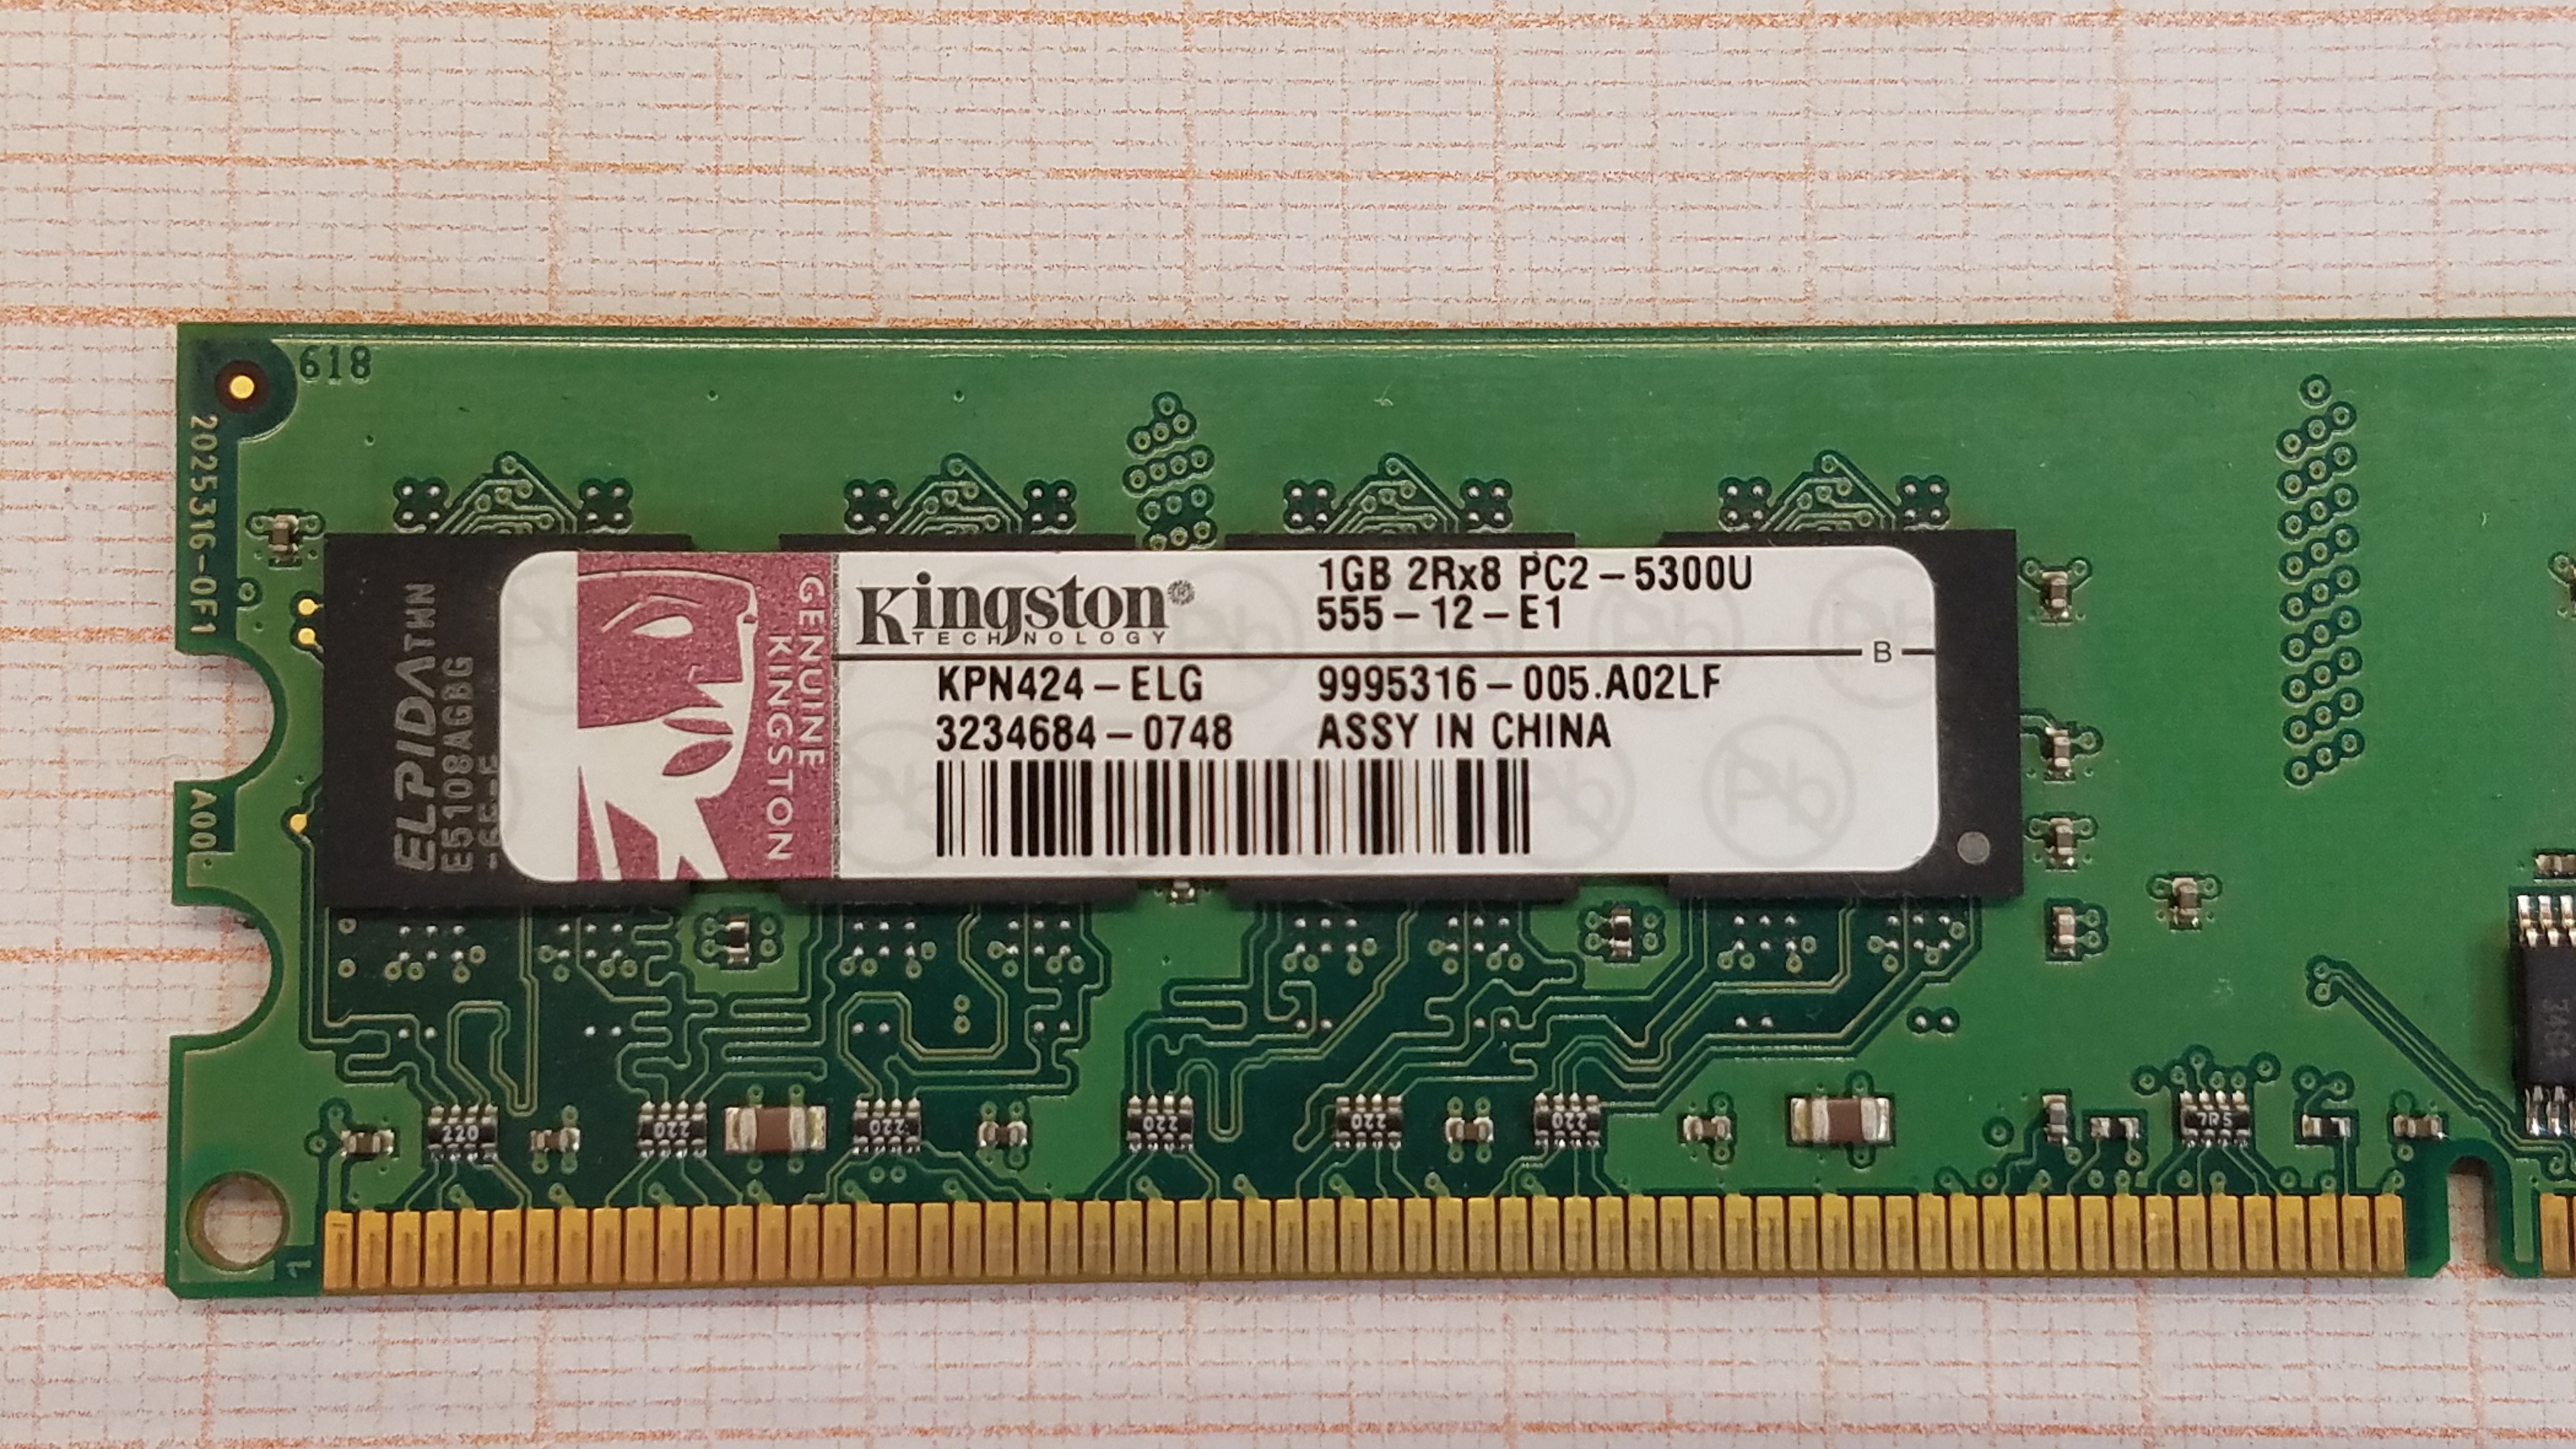 618
2025316-0F1
A00
ELPIDA TWN
E5108AGBG
GENUINE
KINGSTON
Kingston®
TECHNOLOGY
1GB 2Rx8 PC2-5300U
555-12-E1
B
KPN424-ELG
9995316-005.A02LF
3234684-0748
ASSY IN CHINA
220
220
220
220
220
220
7R5
1